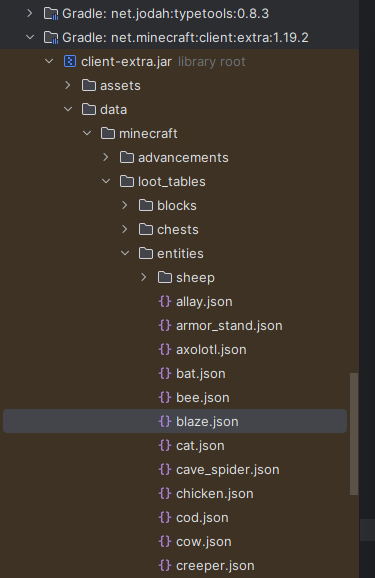 Gradle: net.jodah:typetools:0.8.3
Gradle: net.minecraft:client:extra:1.19.2
client-extra.jar library root
assets
data
minecraft
advancements
loot_tables
blocks
chests
entities
sheep
{} allay.json
{} armor_stand.json
{} axolotl.json
{} bat.json
{} bee.json
{} blaze.json
{} cat.json
{} cave_spider.json
{} chicken.json
{} cod.json
{} cow.json
{} creeper.json